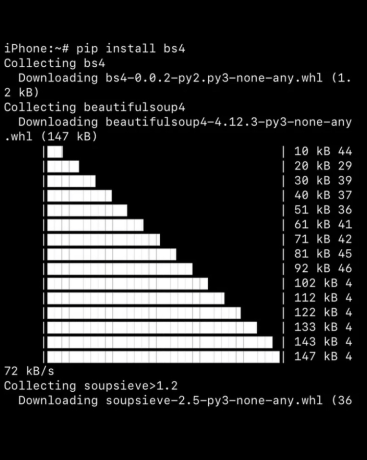 iPhone:~# pip install bs4
Collecting bs4
  Downloading bs4-0.0.2-py2.py3-none-any.whl (1.
2 kB)
Collecting beautifulsoup4
  Downloading beautifulsoup4-4.12.3-py3-none-any
.whl (147 kB)
| 10 kB 44
| 20 kB 29
| 30 kB 39
| 40 kB 37
| 51 kB 36
| 61 kB 41
| 71 kB 42
| 81 kB 45
| 92 kB 46
| 102 kB 4
| 112 kB 4
| 122 kB 4
| 133 kB 4
| 143 kB 4
| 147 kB 4
72 kB/s
Collecting soupsieve>1.2
  Downloading soupsieve-2.5-py3-none-any.whl (36